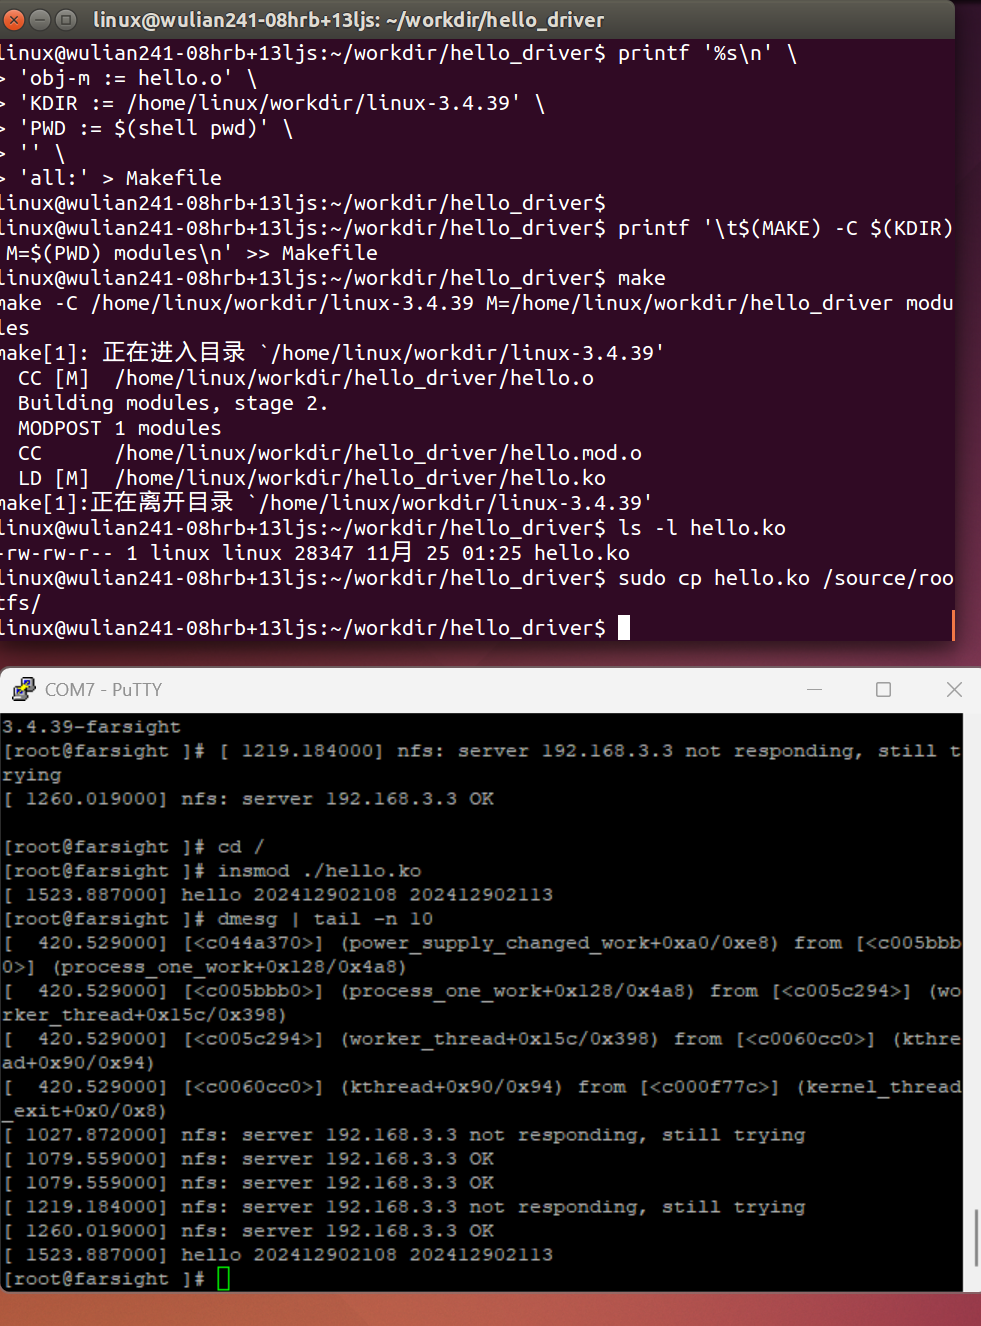 linux@wulian241-08hrb+13ljs: ~/workdir/hello_driver
linux@wulian241-08hrb+13ljs:~/workdir/hello_driver$ printf '%s\n' \
> 'obj-m := hello.o' \
> 'KDIR := /home/linux/workdir/linux-3.4.39' \
> 'PWD := $(shell pwd)' \
> '' \
> 'all:' > Makefile
linux@wulian241-08hrb+13ljs:~/workdir/hello_driver$
linux@wulian241-08hrb+13ljs:~/workdir/hello_driver$ printf '\t$(MAKE) -C $(KDIR)
 M=$(PWD) modules\n' >> Makefile
linux@wulian241-08hrb+13ljs:~/workdir/hello_driver$ make
make -C /home/linux/workdir/linux-3.4.39 M=/home/linux/workdir/hello_driver modu
les
make[1]: 正在进入目录 `/home/linux/workdir/linux-3.4.39'
  CC [M]  /home/linux/workdir/hello_driver/hello.o
  Building modules, stage 2.
  MODPOST 1 modules
  CC      /home/linux/workdir/hello_driver/hello.mod.o
  LD [M]  /home/linux/workdir/hello_driver/hello.ko
make[1]:正在离开目录 `/home/linux/workdir/linux-3.4.39'
linux@wulian241-08hrb+13ljs:~/workdir/hello_driver$ ls -l hello.ko
-rw-rw-r-- 1 linux linux 28347 11月 25 01:25 hello.ko
linux@wulian241-08hrb+13ljs:~/workdir/hello_driver$ sudo cp hello.ko /source/roo
tfs/
linux@wulian241-08hrb+13ljs:~/workdir/hello_driver$
COM7 - PuTTY
3.4.39-farsight
[root@farsight ]# [ 1219.184000] nfs: server 192.168.3.3 not responding, still t
rying
[ 1260.019000] nfs: server 192.168.3.3 OK
[root@farsight ]# cd /
[root@farsight ]# insmod ./hello.ko
[ 1523.887000] hello 202412902108 202412902113
[root@farsight ]# dmesg | tail -n 10
[  420.529000] [<c044a370>] (power_supply_changed_work+0xa0/0xe8) from [<c005bbb
0>] (process_one_work+0x128/0x4a8)
[  420.529000] [<c005bbb0>] (process_one_work+0x128/0x4a8) from [<c005c294>] (wo
rker_thread+0x15c/0x398)
[  420.529000] [<c005c294>] (worker_thread+0x15c/0x398) from [<c0060cc0>] (kthre
ad+0x90/0x94)
[  420.529000] [<c0060cc0>] (kthread+0x90/0x94) from [<c000f77c>] (kernel_thread
_exit+0x0/0x8)
[ 1027.872000] nfs: server 192.168.3.3 not responding, still trying
[ 1079.559000] nfs: server 192.168.3.3 OK
[ 1079.559000] nfs: server 192.168.3.3 OK
[ 1219.184000] nfs: server 192.168.3.3 not responding, still trying
[ 1260.019000] nfs: server 192.168.3.3 OK
[ 1523.887000] hello 202412902108 202412902113
[root@farsight ]#